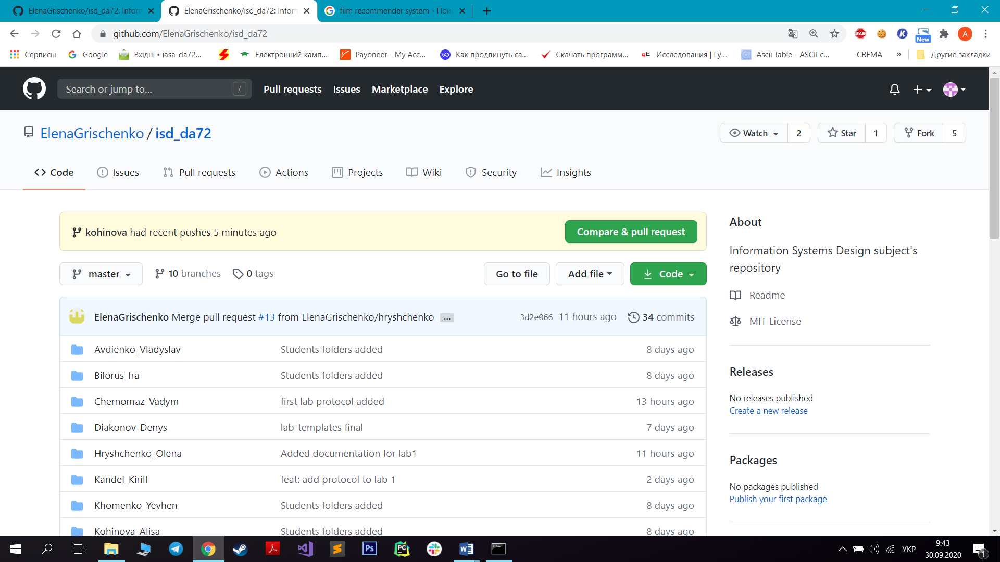 ElenaGrischenko/isd_da72: Inform
ElenaGrischenko/isd_da72: Inform
film recommender system - Поис
github.com/ElenaGrischenko/isd_da72
EAB
K
New
A
Сервисы
Google
Вхідні • iasa_da72...
Електронний камп...
Payoneer - My Acc...
Как продвинуть са...
Скачать программ...
Исследования | Гу...
Ascii Table - ASCII c...
CREMA
»
Другие закладки
Search or jump to...
/
Pull requests
Issues
Marketplace
Explore
ElenaGrischenko / isd_da72
Watch
2
Star
1
Fork
5
Code
Issues
Pull requests
Actions
Projects
Wiki
Security
Insights
kohinova had recent pushes 5 minutes ago
Compare & pull request
master
10 branches
0 tags
Go to file
Add file
Code
ElenaGrischenko Merge pull request #13 from ElenaGrischenko/hryshchenko ...
3d2e066 11 hours ago
34 commits
Avdienko_Vladyslav Students folders added 8 days ago
Bilorus_Ira Students folders added 8 days ago
Chernomaz_Vadym first lab protocol added 13 hours ago
Diakonov_Denys lab-templates final 7 days ago
Hryshchenko_Olena Added documentation for lab1 11 hours ago
Kandel_Kirill feat: add protocol to lab 1 2 days ago
Khomenko_Yevhen Students folders added 8 days ago
Kohinova_Alisa Students folders added 8 days ago
About
Information Systems Design subject's
repository
Readme
MIT License
Releases
No releases published
Create a new release
Packages
No packages published
Publish your first package
Ps
PC
W
УКР
9:43
30.09.2020
1